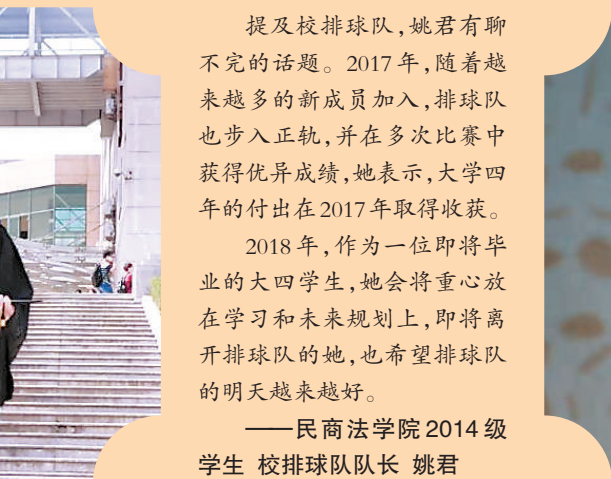 提及校排球队,姚君有聊
不完的话题。2017年,随着越
来越多的新成员加入,排球队
也步入正轨,并在多次比赛中
获得优异成绩,她表示,大学四
年的付出在2017年取得收获。
2018年,作为一位即将毕
业的大四学生,她会将重心放
在学习和未来规划上,即将离
开排球队的她,也希望排球队
的明天越来越好。
——民商法学院2014级
学生 校排球队队长 姚君